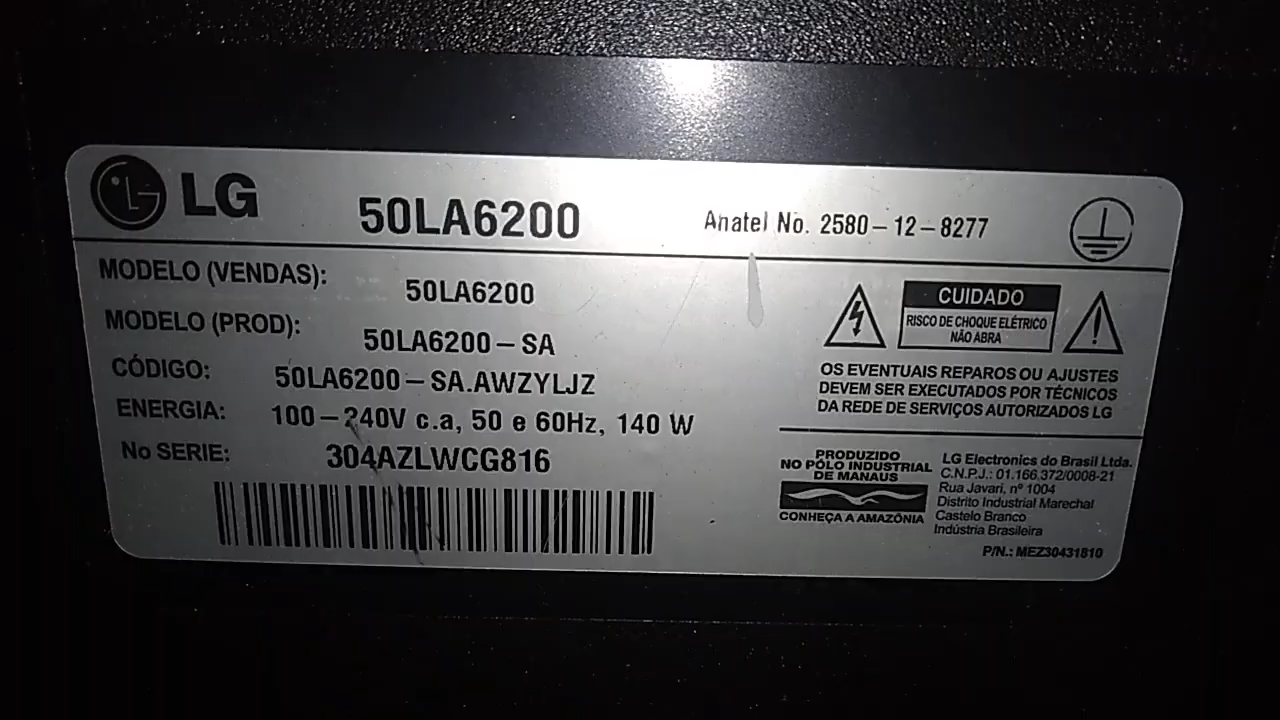 LG 50LA6200 Anatel No. 2580-12-8277
MODELO (VENDAS): 50LA6200
MODELO (PROD): 50LA6200-SA
CÓDIGO: 50LA6200-SA.AWZYLJZ
ENERGIA: 100-240V c.a, 50 e 60Hz, 140 W
No SERIE: 304AZLWCG816
CUIDADO
RISCO DE CHOQUE ELÉTRICO
NÃO ABRA
OS EVENTUAIS REPAROS OU AJUSTES
DEVEM SER EXECUTADOS POR TÉCNICOS
DA REDE DE SERVIÇOS AUTORIZADOS LG
PRODUZIDO
NO PÓLO INDUSTRIAL
DE MANAUS
CONHEÇA A AMAZÔNIA
LG Electronics do Brasil Ltda.
C.N.P.J.: 01.166.372/0008-21
Rua Javari, nº 1004
Distrito Industrial Marechal
Castelo Branco
Indústria Brasileira
P/N.: MEZ30431810